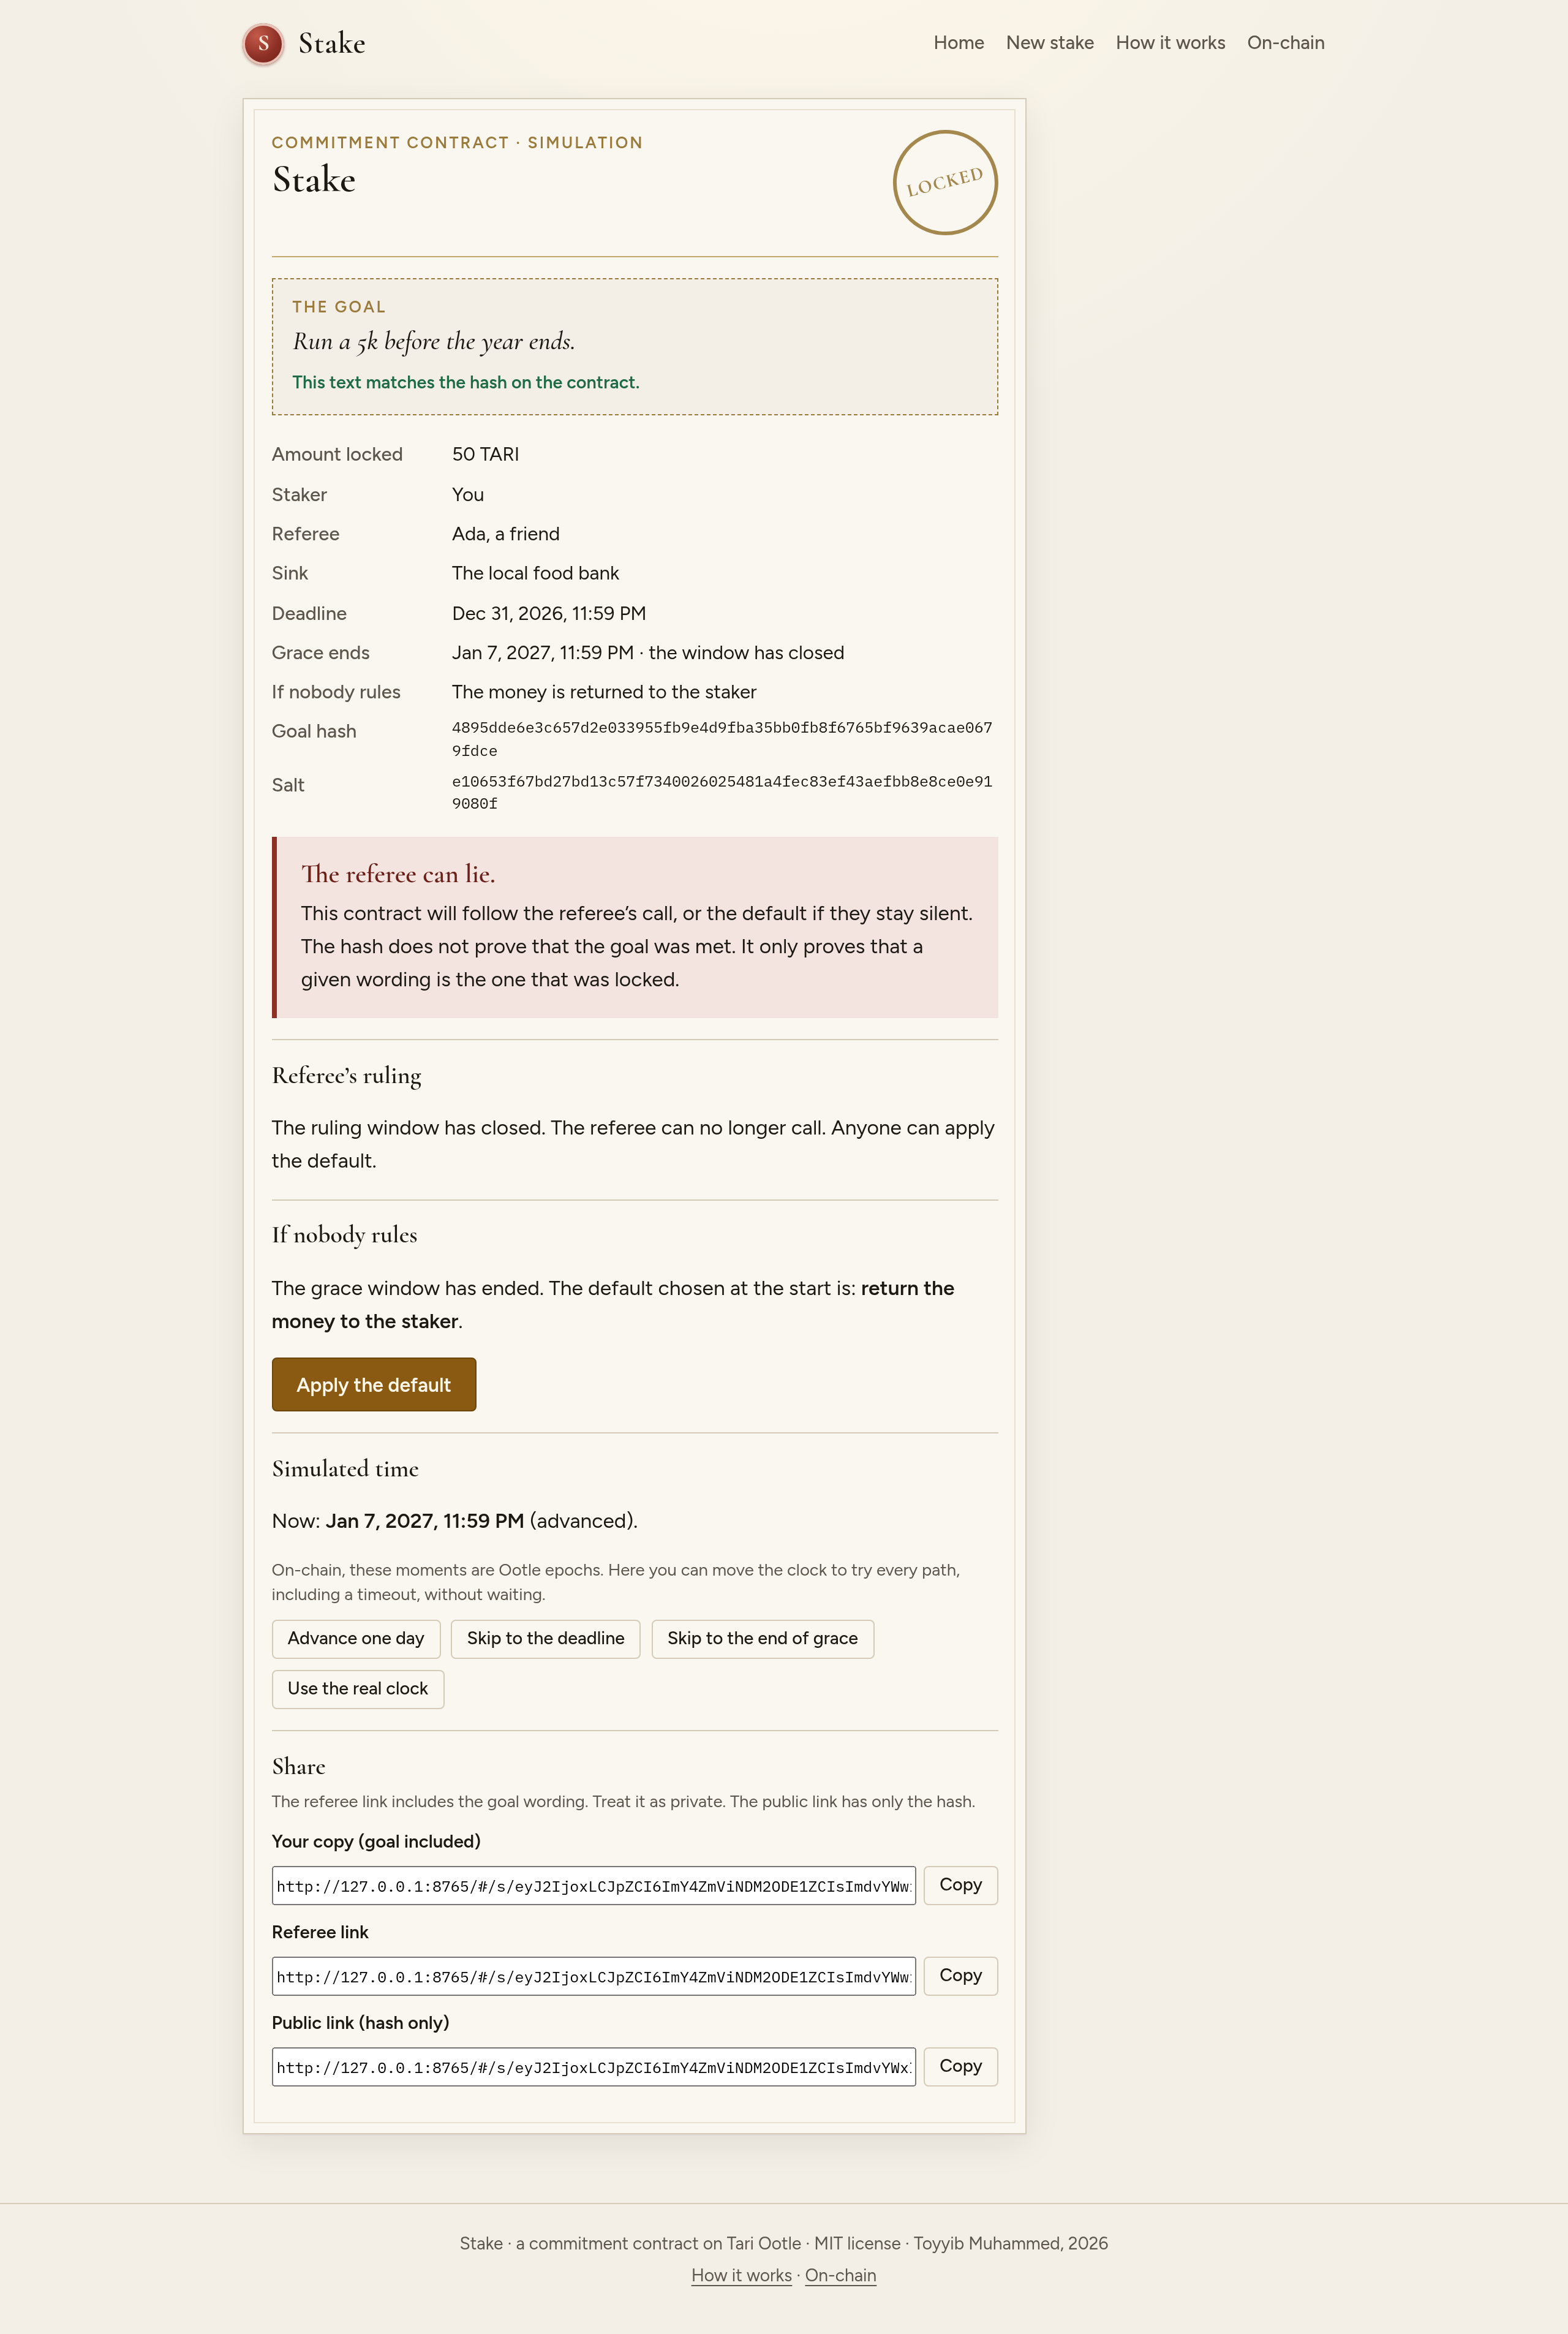 S Stake
Home New stake How it works On-chain
COMMITMENT CONTRACT · SIMULATION
Stake
LOCKED
THE GOAL
Run a 5k before the year ends.
This text matches the hash on the contract.
Amount locked 50 TARI
Staker You
Referee Ada, a friend
Sink The local food bank
Deadline Dec 31, 2026, 11:59 PM
Grace ends Jan 7, 2027, 11:59 PM · the window has closed
If nobody rules The money is returned to the staker
Goal hash 4895dde6e3c657d2e033955fb9e4d9fba35bb0fb8f6765bf9639acae067
9fdce
Salt e10653f67bd27bd13c57f7340026025481a4fec83ef43aefbb8e8ce0e91
9080f
The referee can lie.
This contract will follow the referee’s call, or the default if they stay silent.
The hash does not prove that the goal was met. It only proves that a
given wording is the one that was locked.
Referee’s ruling
The ruling window has closed. The referee can no longer call. Anyone can apply
the default.
If nobody rules
The grace window has ended. The default chosen at the start is: return the
money to the staker.
Apply the default
Simulated time
Now: Jan 7, 2027, 11:59 PM (advanced).
On-chain, these moments are Ootle epochs. Here you can move the clock to try every path,
including a timeout, without waiting.
Advance one day Skip to the deadline Skip to the end of grace
Use the real clock
Share
The referee link includes the goal wording. Treat it as private. The public link has only the hash.
Your copy (goal included)
http://127.0.0.1:8765/#/s/eyJ2IjoxLCJpZCI6ImY4ZmViNDM2ODE1ZCIsImdvYWw Copy
Referee link
http://127.0.0.1:8765/#/s/eyJ2IjoxLCJpZCI6ImY4ZmViNDM2ODE1ZCIsImdvYWw Copy
Public link (hash only)
http://127.0.0.1:8765/#/s/eyJ2IjoxLCJpZCI6ImY4ZmViNDM2ODE1ZCIsImdvYWx Copy
Stake · a commitment contract on Tari Ootle · MIT license · Toyyib Muhammed, 2026
How it works · On-chain